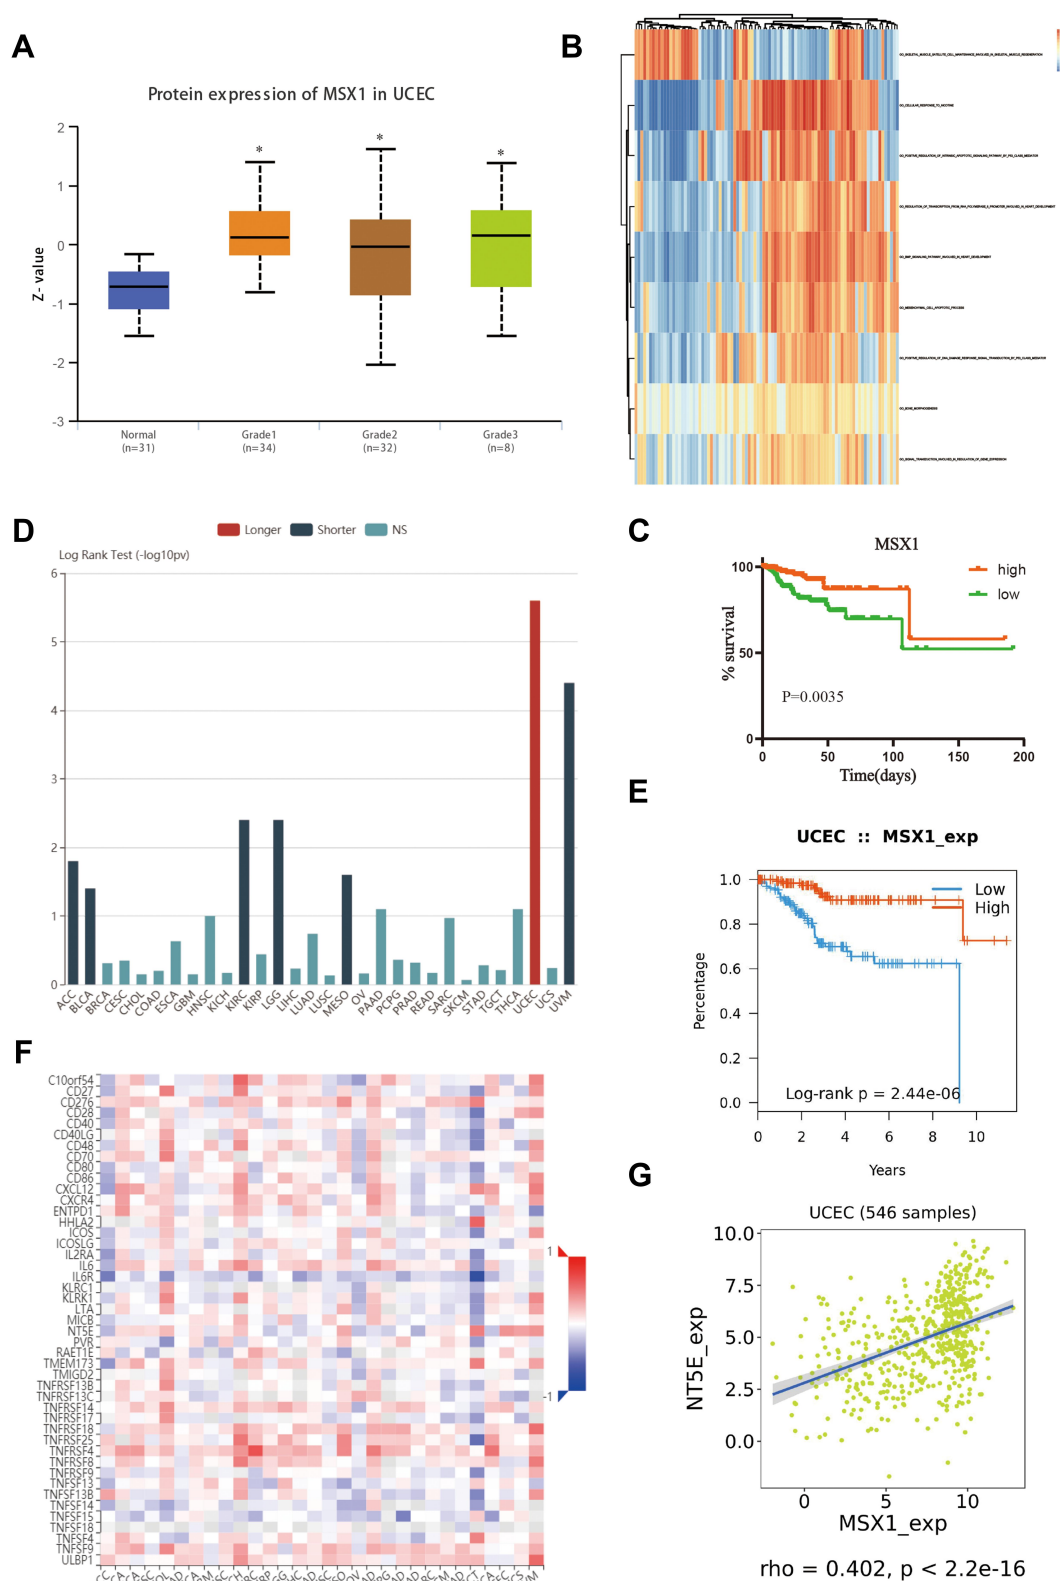 A
Protein expression of MSX1 in UCEC
Z- value
2
1
0
-1
-2
-3
Normal
(n=31)
Grade1
(n=34)
Grade2
(n=32)
Grade3
(n=8)
*
*
*
B
GO_SKELETAL_MUSCLE_SATELLITE_CELL_MAINTENANCE_INVOLVED_IN_SKELETAL_MUSCLE_REGENERATION
GO_CELLULAR_RESPONSE_TO_NICOTINE
GO_POSITIVE_REGULATION_OF_INTRINSIC_APOPTOTIC_SIGNALING_PATHWAY_BY_P53_CLASS_MEDIATOR
GO_REGULATION_OF_TRANSCRIPTION_FROM_RNA_POLYMERASE_II_PROMOTER_INVOLVED_IN_HEART_DEVELOPMENT
GO_BMP_SIGNALING_PATHWAY_INVOLVED_IN_HEART_DEVELOPMENT
GO_MESENCHYMAL_CELL_APOPTOTIC_PROCESS
GO_POSITIVE_REGULATION_OF_DNA_DAMAGE_RESPONSE_SIGNAL_TRANSDUCTION_BY_P53_CLASS_MEDIATOR
GO_BONE_MORPHOGENESIS
GO_SIGNAL_TRANSDUCTION_INVOLVED_IN_REGULATION_OF_GENE_EXPRESSION
D
Longer Shorter NS
Log Rank Test (-log10pv)
6
5
4
3
2
1
0
ACC BLCA BRCA CESC CHOL COAD ESCA GBM HNSC KICH KIRC KIRP LGG LIHC LUAD LUSC MESO OV PAAD PCPG PRAD READ SARC SKCM STAD TGCT THCA UCEC UCS UVM
C
MSX1
high
low
% survival
100
50
0
P=0.0035
0 50 100 150 200
Time(days)
E
UCEC :: MSX1_exp
Low
High
Percentage
1.0
0.8
0.6
0.4
0.2
0.0
Log-rank p = 2.44e-06
0 2 4 6 8 10
Years
F
C10orf54
CD27
CD276
CD28
CD40
CD40LG
CD48
CD70
CD80
CD86
CXCL12
CXCR4
ENTPD1
HHLA2
ICOS
ICOSLG
IL2RA
IL6
IL6R
KLRC1
KLRK1
LTA
MICB
NT5E
PVR
RAET1E
TMEM173
TMIGD2
TNFRSF13B
TNFRSF13C
TNFRSF14
TNFRSF17
TNFRSF18
TNFRSF25
TNFRSF4
TNFRSF8
TNFRSF9
TNFSF13
TNFSF13B
TNFSF14
TNFSF15
TNFSF18
TNFSF4
TNFSF9
ULBP1
1
-1
G
UCEC (546 samples)
NT5E_exp
10.0
7.5
5.0
2.5
0.0
0 5 10
MSX1_exp
rho = 0.402, p < 2.2e-16